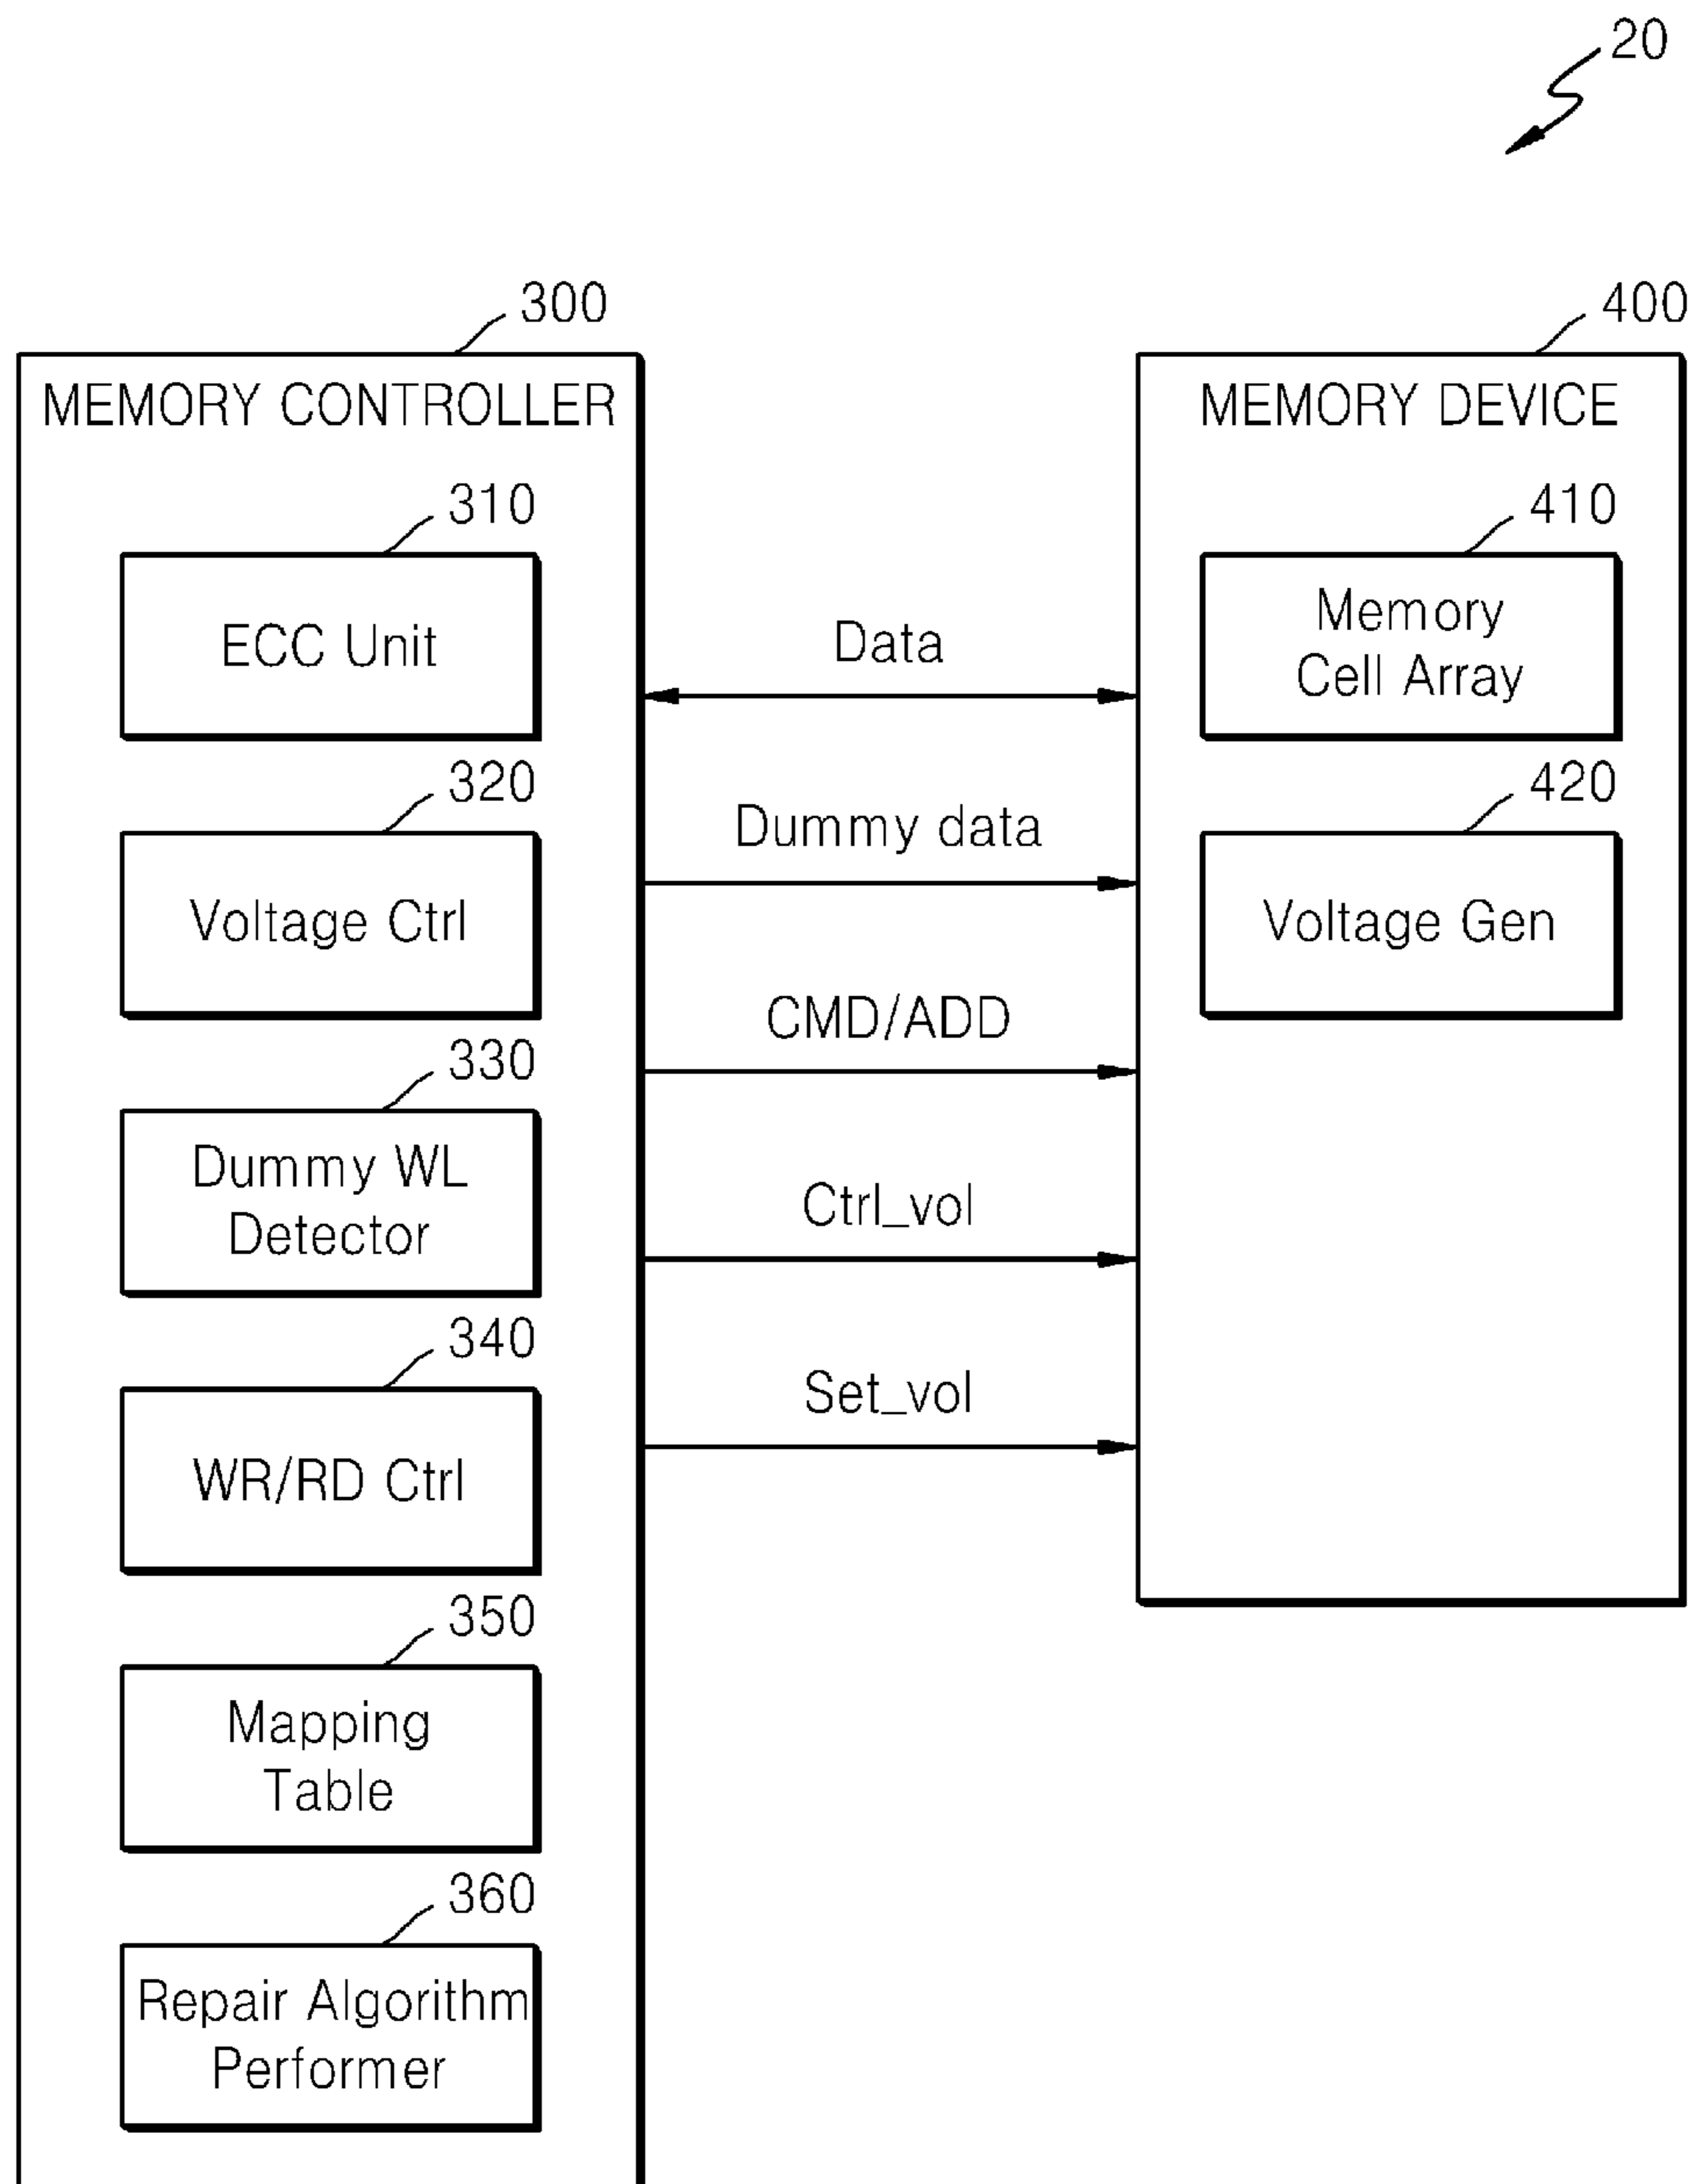 20
300
400
MEMORY CONTROLLER
MEMORY DEVICE
310
ECC Unit
320
Voltage Ctrl
330
Dummy WL
Detector
340
WR/RD Ctrl
350
Mapping
Table
360
Repair Algorithm
Performer
Data
Dummy data
CMD/ADD
Ctrl_vol
Set_vol
410
Memory
Cell Array
420
Voltage Gen